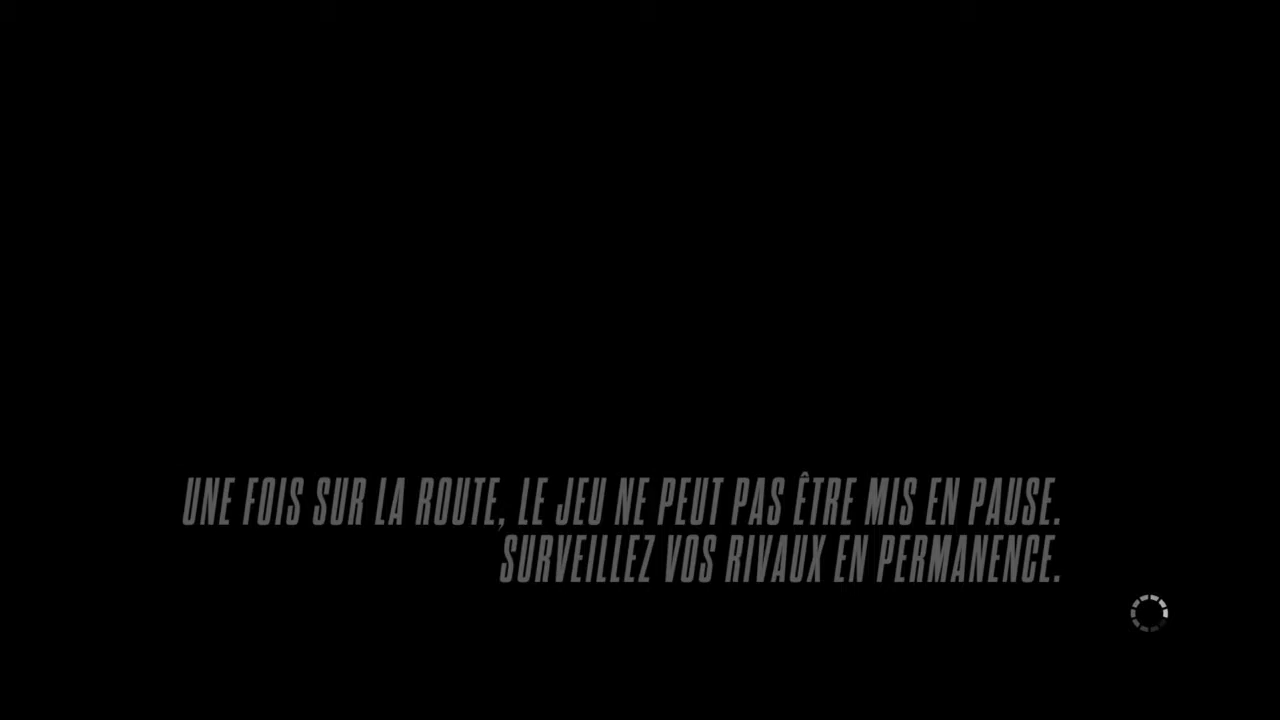 UNE FOIS SUR LA ROUTE, LE JEU NE PEUT PAS ÊTRE MIS EN PAUSE.
SURVEILLEZ VOS RIVAUX EN PERMANENCE.